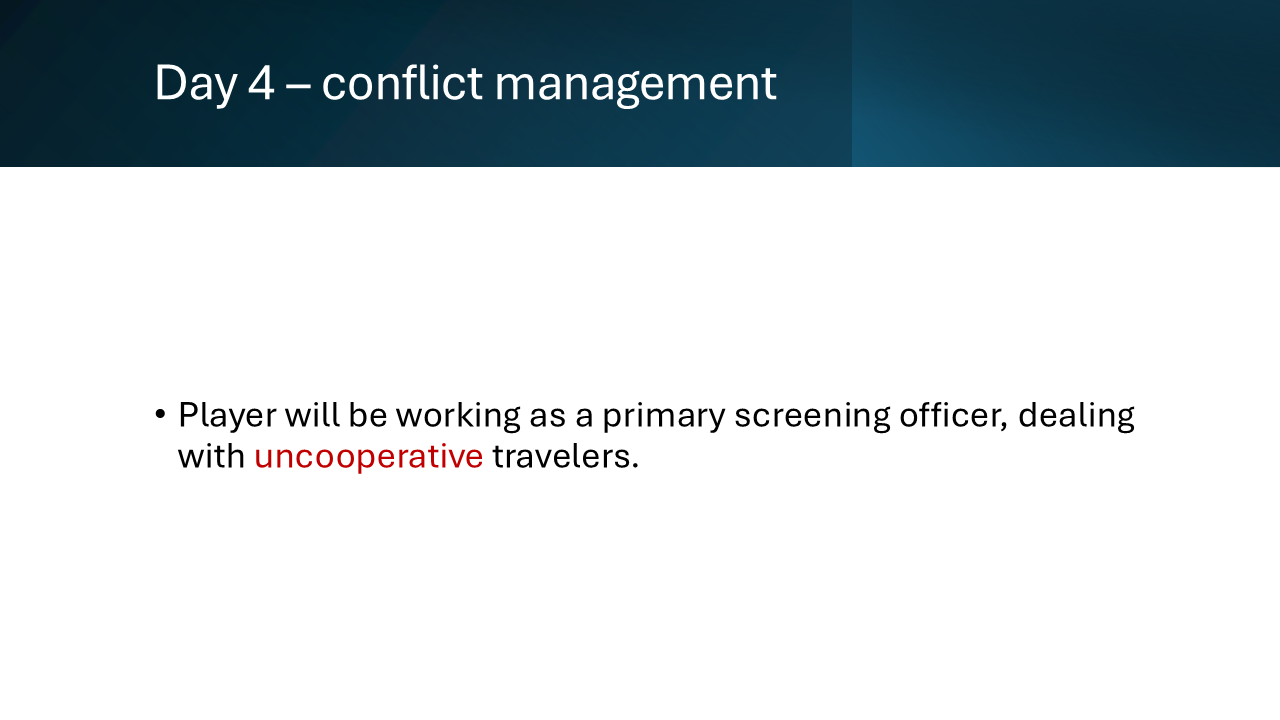 Day 4 – conflict management
• Player will be working as a primary screening officer, dealing
with uncooperative travelers.